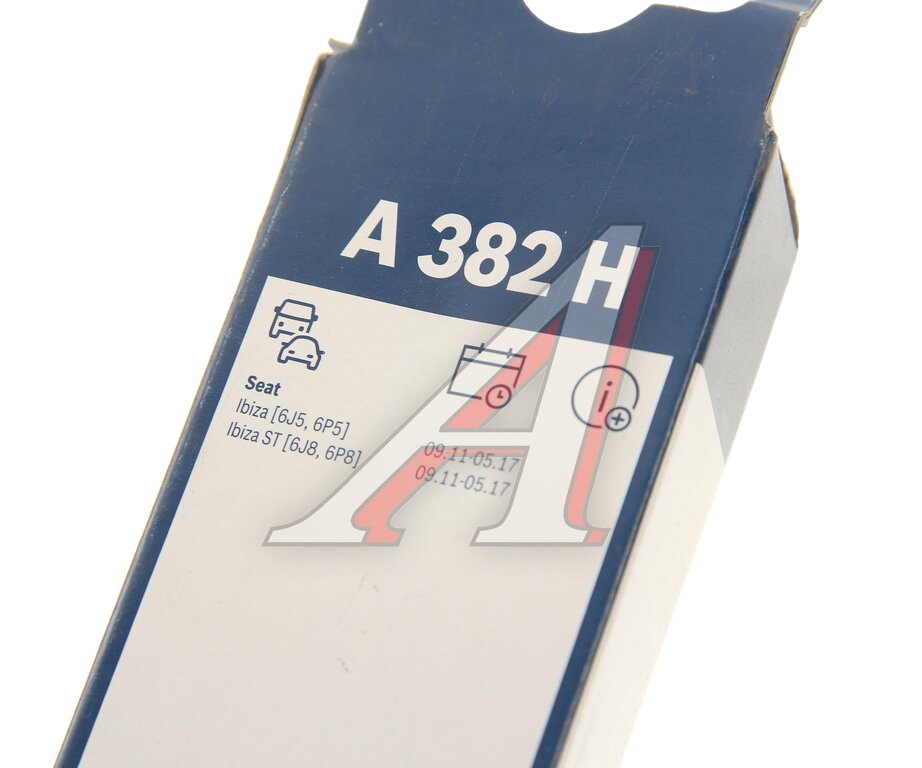 A 382 H
Seat
Ibiza [6J5, 6P5] 09.11-05.17
Ibiza ST [6J8, 6P8] 09.11-05.17